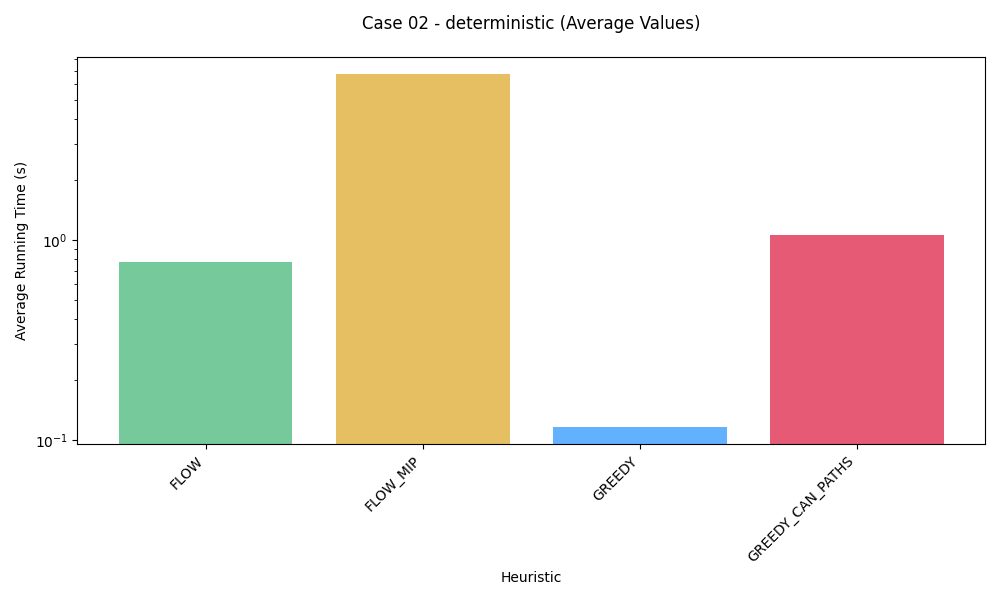 Case 02 - deterministic (Average Values)
Average Running Time (s)
10⁰
10⁻¹
FLOW
FLOW_MIP
GREEDY
GREEDY_CAN_PATHS
Heuristic